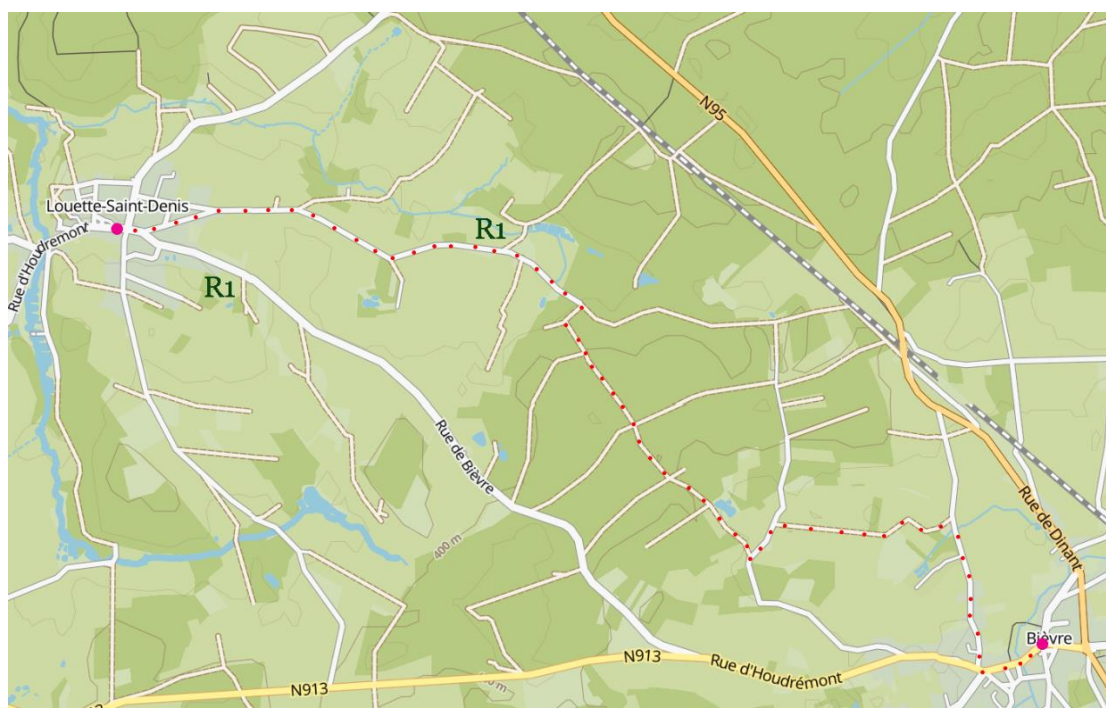 N95
Louette-Saint-Denis
Rue d'Houdremont
R1
R1
Rue de Bièvre
400 m
Rue de Dinant
Bièvre
N913
Rue d'Houdrémont
N913